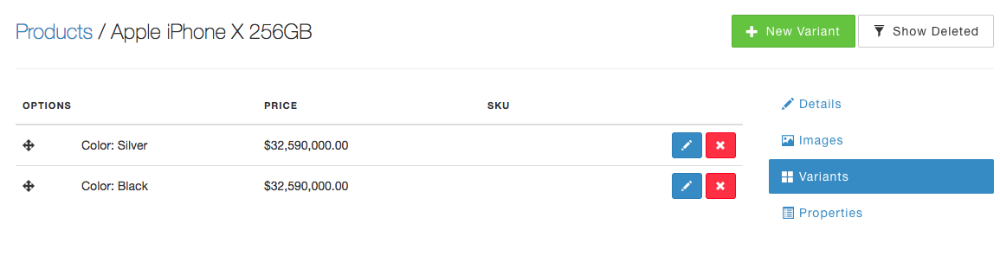 Products / Apple iPhone X 256GB
New Variant
Show Deleted
OPTIONS PRICE SKU
Color: Silver $32,590,000.00
Color: Black $32,590,000.00
Details
Images
Variants
Properties